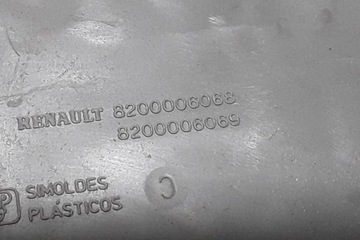 RENAULT 8200006068
8200006069
SIMOLDES
PLÁSTICOS